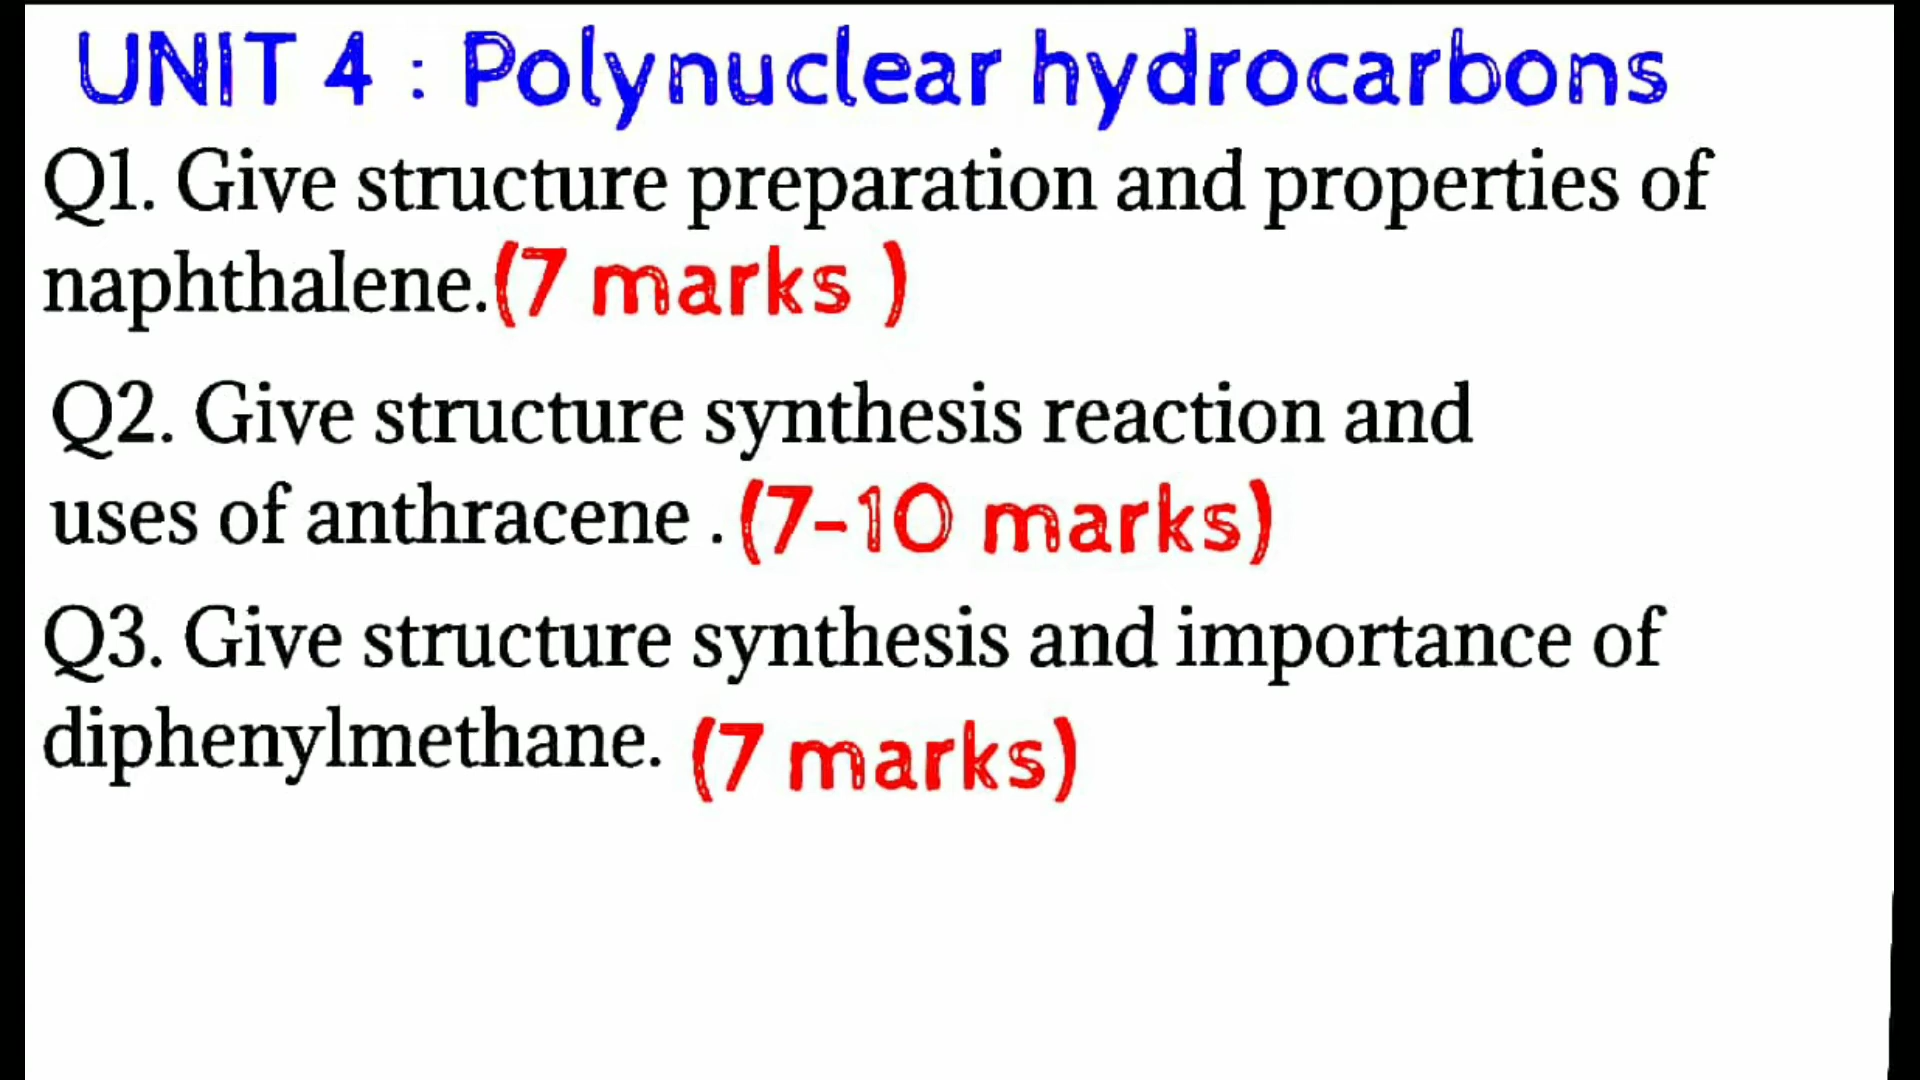 UNIT 4 : Polynuclear hydrocarbons
Q1. Give structure preparation and properties of
naphthalene.(7 marks )
Q2. Give structure synthesis reaction and
uses of anthracene . (7-10 marks)
Q3. Give structure synthesis and importance of
diphenylmethane. (7 marks)